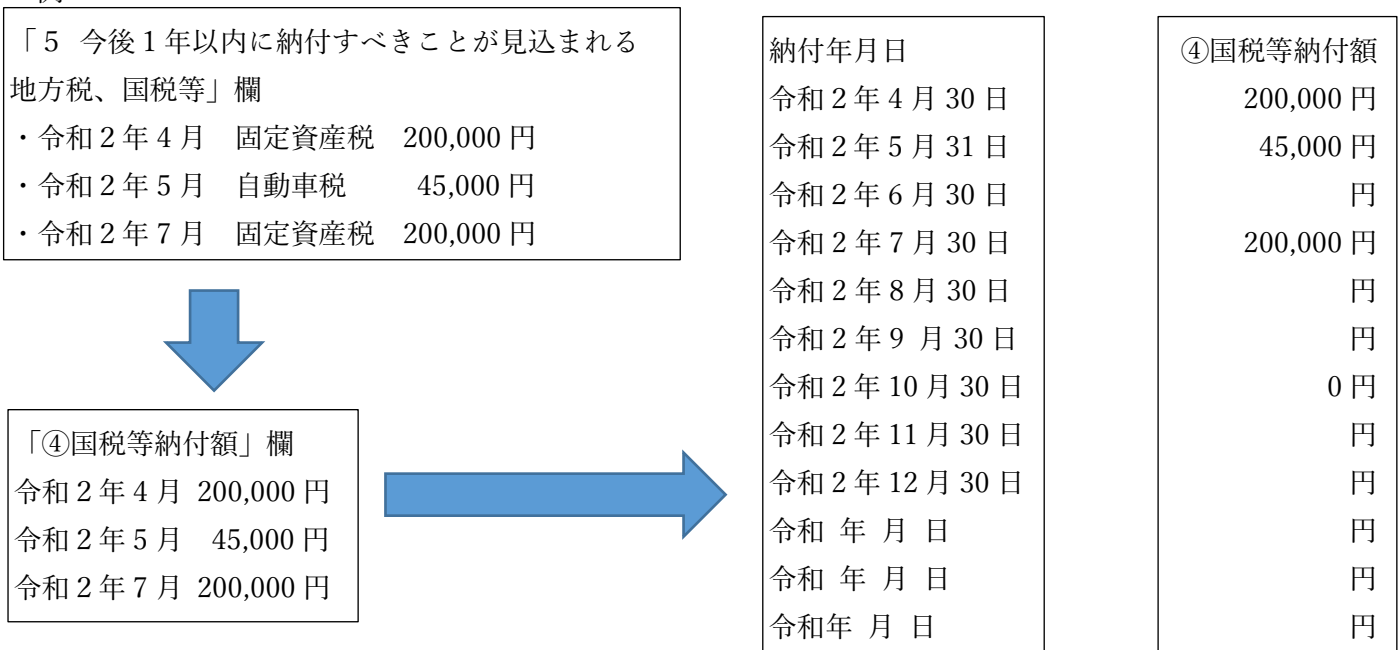 「５ 今後１年以内に納付すべきことが見込まれる
地方税、国税等」欄
・令和２年４月　固定資産税　200,000 円
・令和２年５月　自動車税　　　45,000 円
・令和２年７月　固定資産税　200,000 円
「④国税等納付額」欄
令和２年４月 200,000 円
令和２年５月　45,000 円
令和２年７月 200,000 円
納付年月日
令和２年４月 30 日
令和２年５月 31 日
令和２年６月 30 日
令和２年７月 30 日
令和２年８月 30 日
令和２年９ 月 30 日
令和２年 10 月 30 日
令和２年 11 月 30 日
令和２年 12 月 30 日
令和 年 月 日
令和 年 月 日
令和年 月 日
④国税等納付額
200,000 円
45,000 円
円
200,000 円
円
円
0 円
円
円
円
円
円